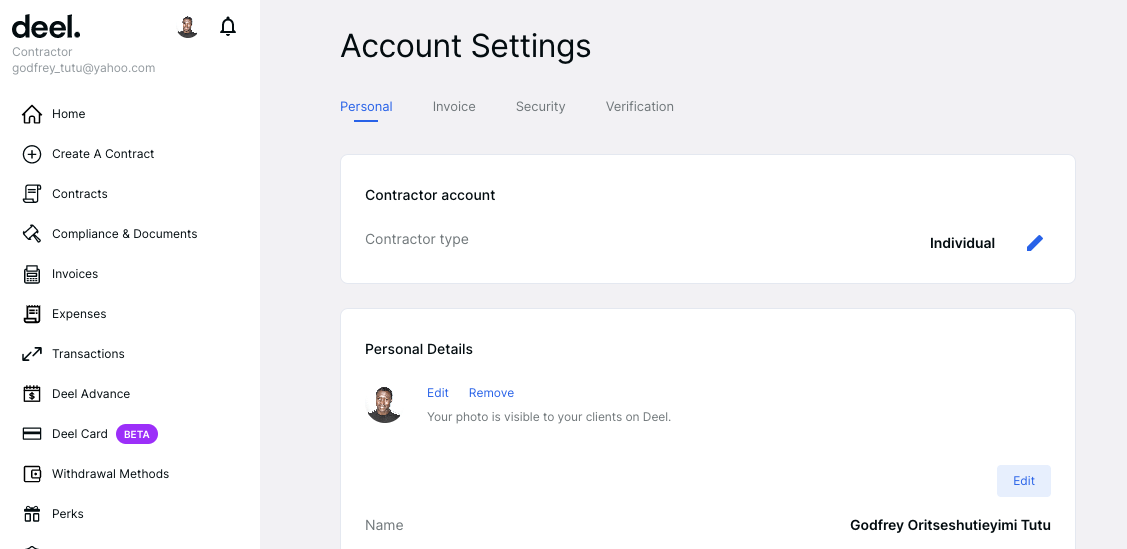 deel.
Contractor
godfrey_tutu@yahoo.com
Home
Create A Contract
Contracts
Compliance & Documents
Invoices
Expenses
Transactions
Deel Advance
Deel Card BETA
Withdrawal Methods
Perks
Account Settings
Personal Invoice Security Verification
Contractor account
Contractor type Individual
Personal Details
Edit Remove
Your photo is visible to your clients on Deel.
Edit
Name Godfrey Oritseshutieyimi Tutu